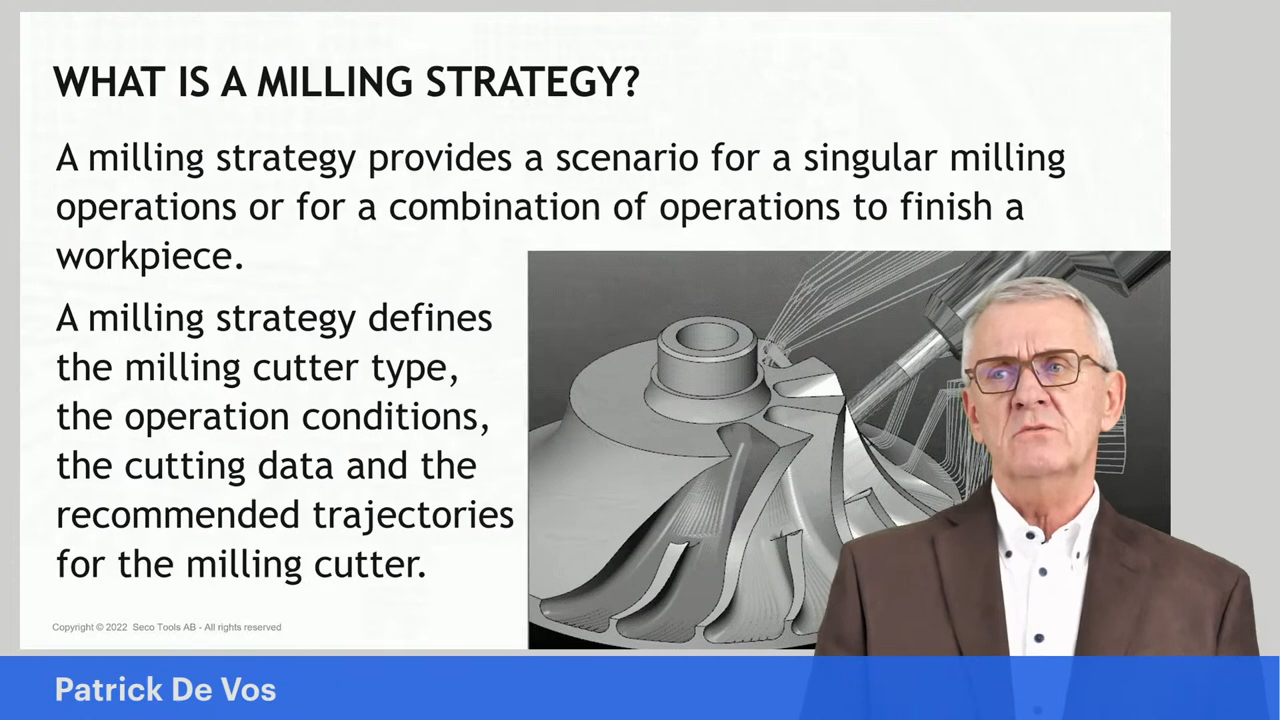 WHAT IS A MILLING STRATEGY?
A milling strategy provides a scenario for a singular milling
operations or for a combination of operations to finish a
workpiece.
A milling strategy defines
the milling cutter type,
the operation conditions,
the cutting data and the
recommended trajectories
for the milling cutter.
Copyright © 2022 Seco Tools AB - All rights reserved
Patrick De Vos